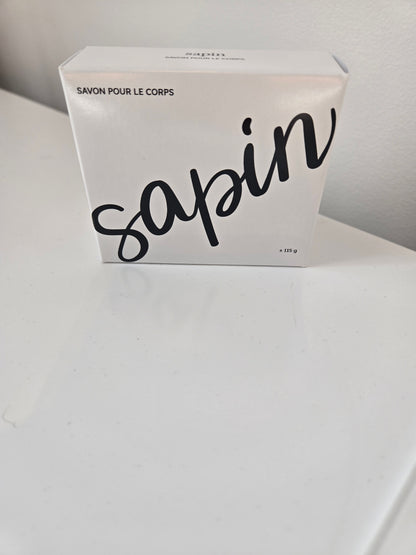 sapin
SAVON POUR LE CORPS
SAVON POUR LE CORPS
sapin
± 115 g